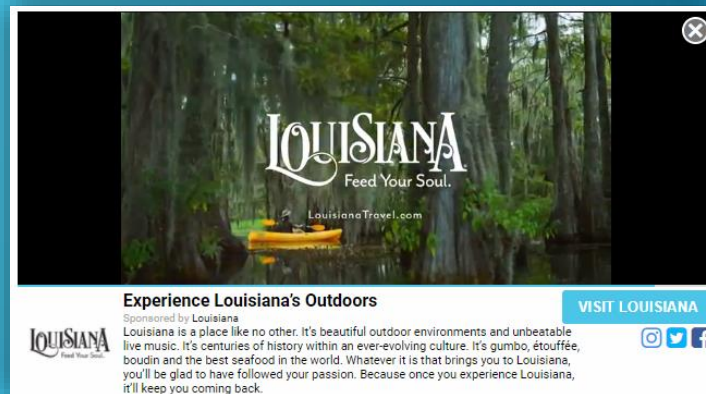 LOUISIANA
Feed Your Soul.
LouisianaTravel.com
Experience Louisiana's Outdoors
VISIT LOUISIANA
Sponsored by Louisiana
LOUISIANA
Feed Your Soul.
Louisiana is a place like no other. It's beautiful outdoor environments and unbeatable
live music. It's centuries of history within an ever-evolving culture. It's gumbo, étouffée,
boudin and the best seafood in the world. Whatever it is that brings you to Louisiana,
you'll be glad to have followed your passion. Because once you experience Louisiana,
it'll keep you coming back.